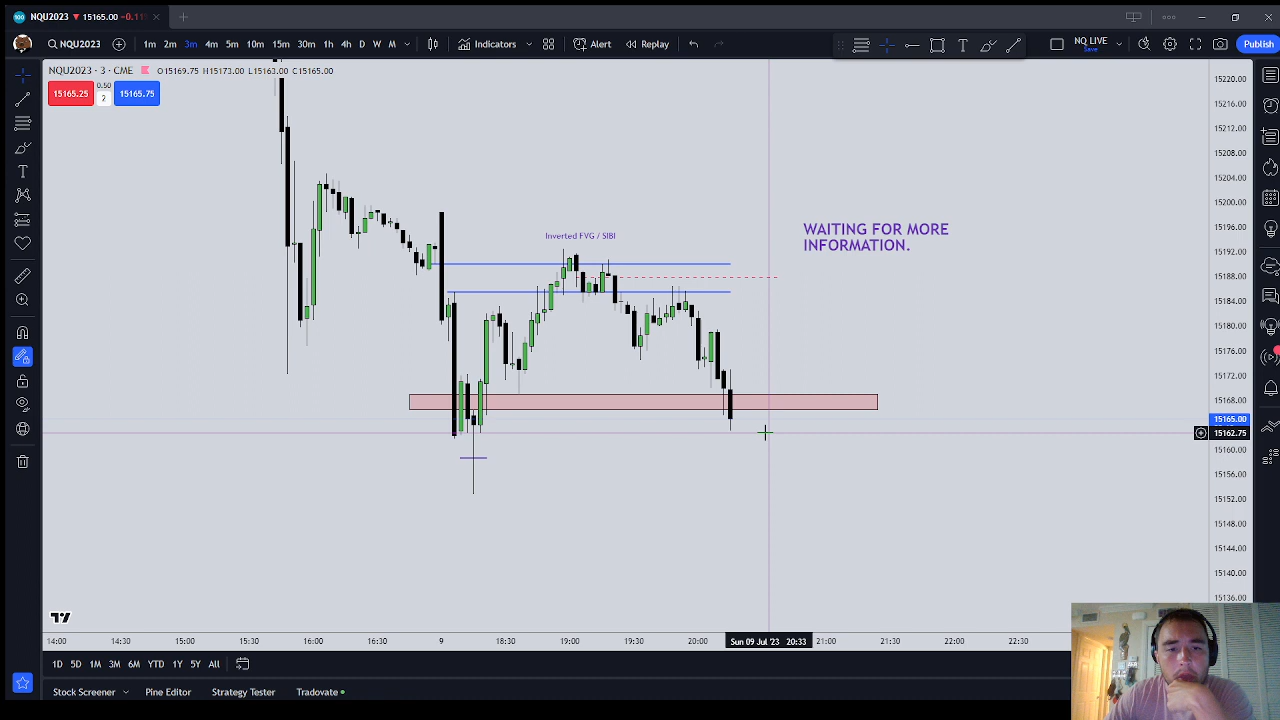 NQU2023 ▼ 15165.00 -0.11
NQU2023 1m 2m 3m 4m 5m 10m 15m 30m 1h 4h D W M Indicators Alert Replay NQ LIVE Save Publish
NQU2023 · 3 · CME O15169.75 H15173.00 L15163.00 C15165.00
15165.25 0.50 2 15165.75
15220.00
15216.00
15212.00
15208.00
15204.00
15200.00
15196.00
15192.00
15188.00
15184.00
15180.00
15176.00
15172.00
15168.00
15165.00
15162.75
15160.00
15156.00
15152.00
15148.00
15144.00
15140.00
15136.00
WAITING FOR MORE
INFORMATION.
Inverted FVG / SIBI
14:00 14:30 15:00 15:30 16:00 16:30 9 18:30 19:00 19:30 20:00 Sun 09 Jul '23 20:33 21:00 21:30 22:00 22:30
1D 5D 1M 3M 6M YTD 1Y 5Y All
Stock Screener Pine Editor Strategy Tester Tradovate